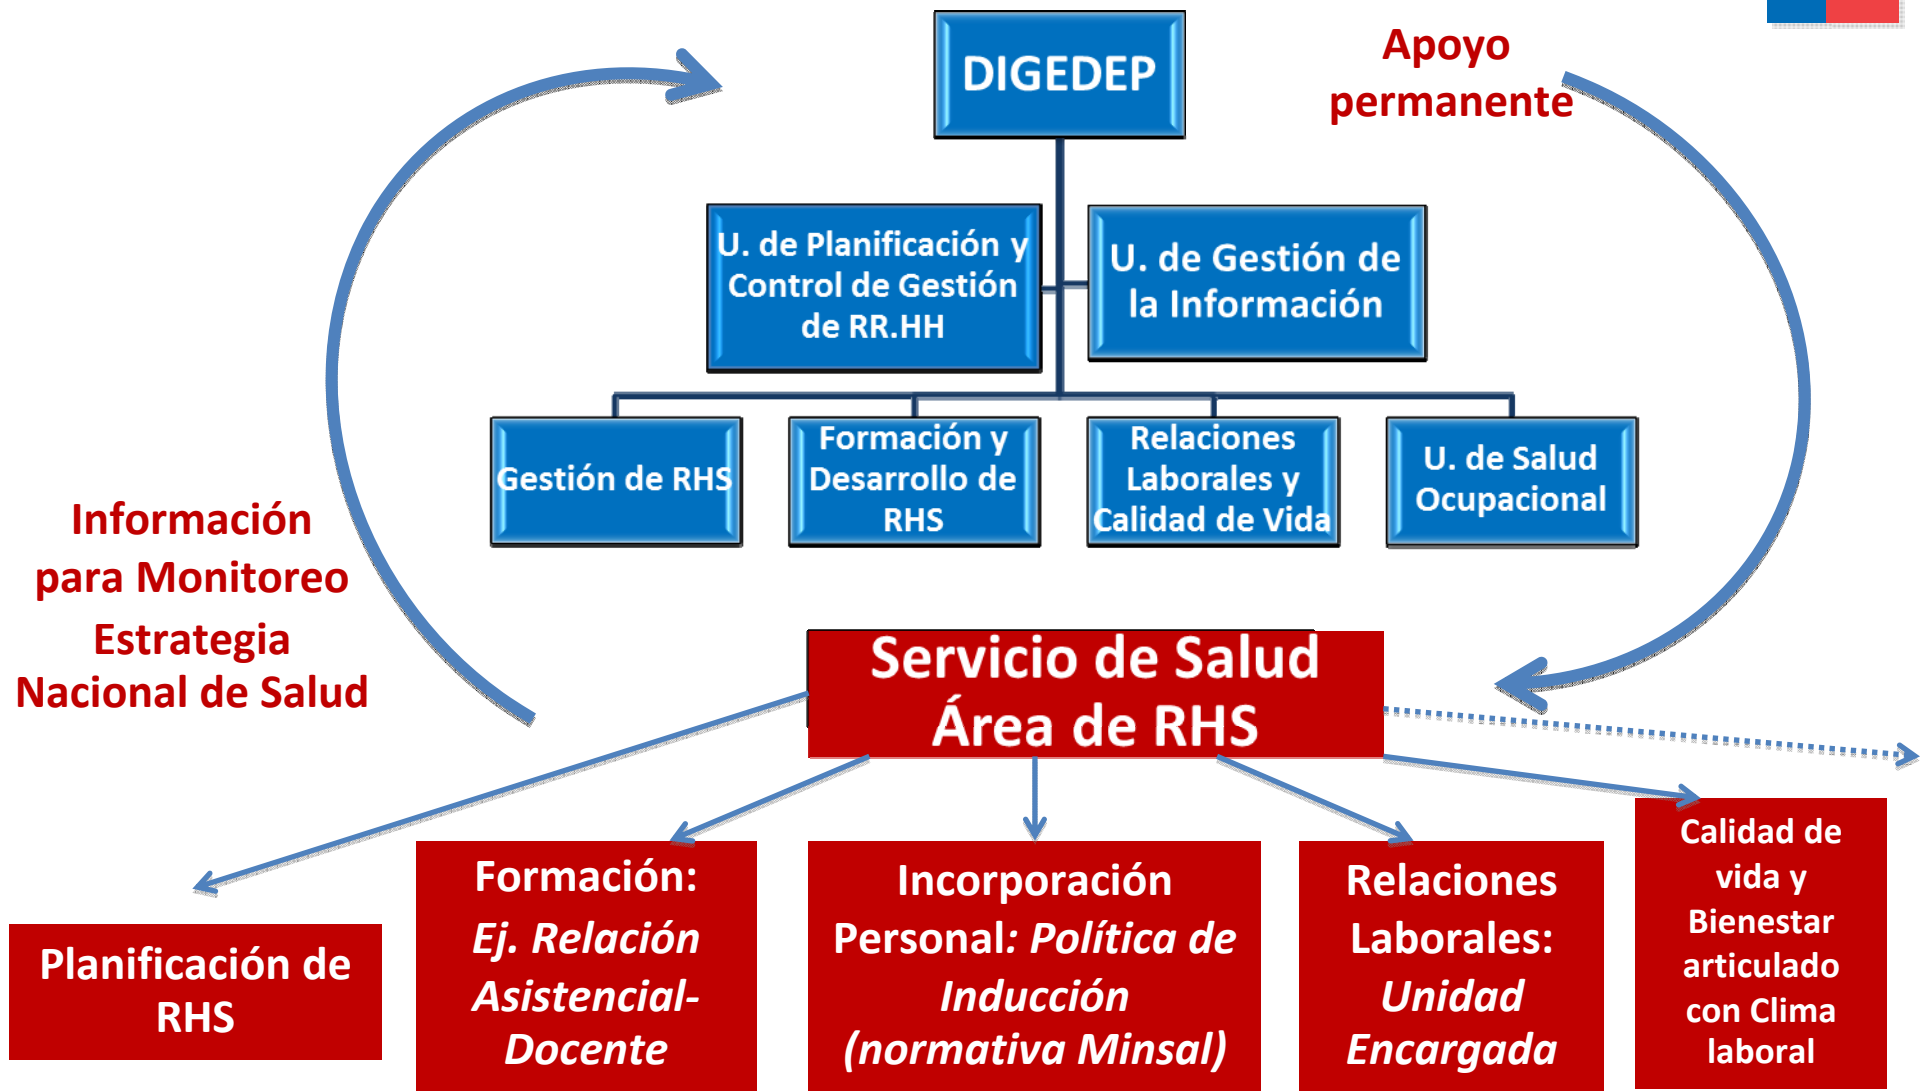 DIGEDEP
Apoyo
permanente
U. de Planificación y
Control de Gestión
de RR.HH
U. de Gestión de
la Información
Gestión de RHS
Formación y
Desarrollo de
RHS
Relaciones
Laborales y
Calidad de Vida
U. de Salud
Ocupacional
Información
para Monitoreo
Estrategia
Nacional de Salud
Servicio de Salud
Área de RHS
Planificación de
RHS
Formación:
Ej. Relación
Asistencial-
Docente
Incorporación
Personal: Política de
Inducción
(normativa Minsal)
Relaciones
Laborales:
Unidad
Encargada
Calidad de
vida y
Bienestar
articulado
con Clima
laboral